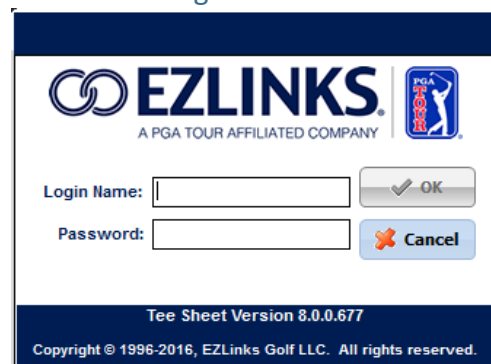 EZLINKS.
A PGA TOUR AFFILIATED COMPANY
PGA
TOUR
Login Name:
OK
Password:
Cancel
Tee Sheet Version 8.0.0.677
Copyright © 1996-2016, EZLinks Golf LLC. All rights reserved.